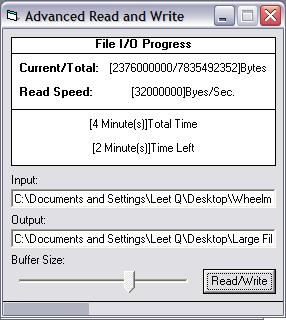 Advanced Read and Write
File I/O Progress
Current/Total: [2376000000/7835492352]Bytes
Read Speed: [32000000]Byes/Sec.
[4 Minute(s)]Total Time
[2 Minute(s)]Time Left
Input:
C:\Documents and Settings\Leet Q\Desktop\Wheelm
Output:
C:\Documents and Settings\Leet Q\Desktop\Large Fil
Buffer Size:
Read/Write